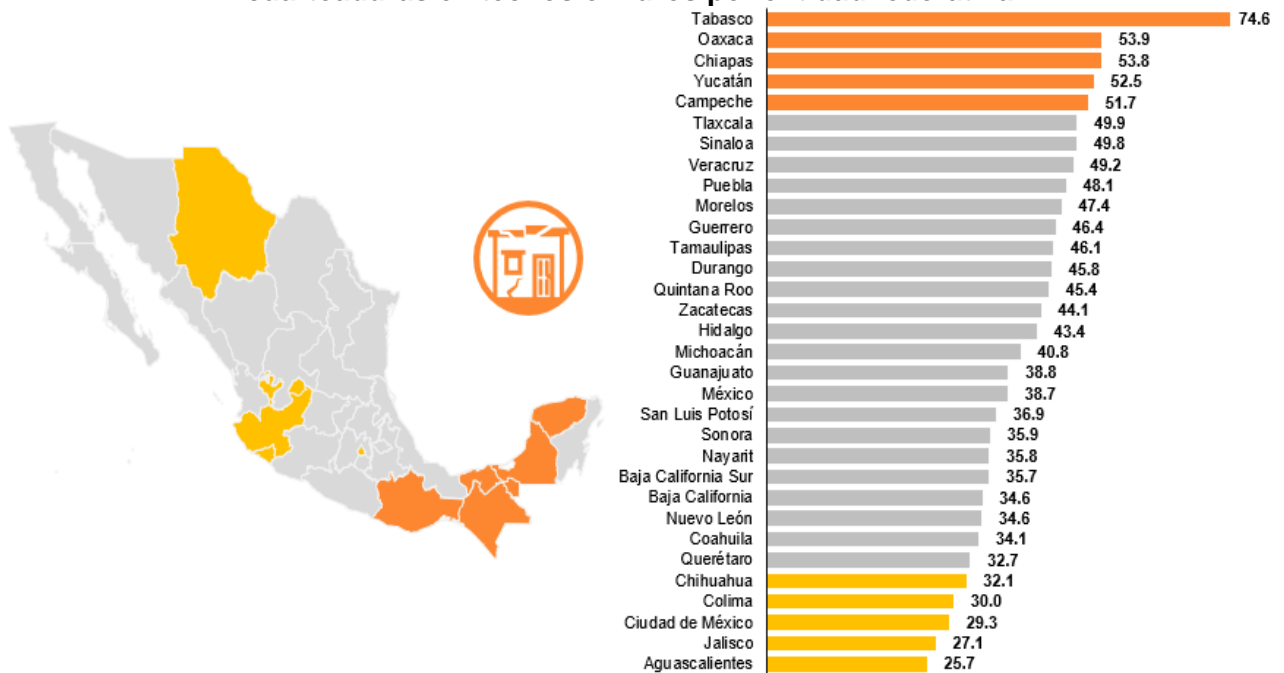 Tabasco 74.6
Oaxaca 53.9
Chiapas 53.8
Yucatán 52.5
Campeche 51.7
Tlaxcala 49.9
Sinaloa 49.8
Veracruz 49.2
Puebla 48.1
Morelos 47.4
Guerrero 46.4
Tamaulipas 46.1
Durango 45.8
Quintana Roo 45.4
Zacatecas 44.1
Hidalgo 43.4
Michoacán 40.8
Guanajuato 38.8
México 38.7
San Luis Potosí 36.9
Sonora 35.9
Nayarit 35.8
Baja California Sur 35.7
Baja California 34.6
Nuevo León 34.6
Coahuila 34.1
Querétaro 32.7
Chihuahua 32.1
Colima 30.0
Ciudad de México 29.3
Jalisco 27.1
Aguascalientes 25.7